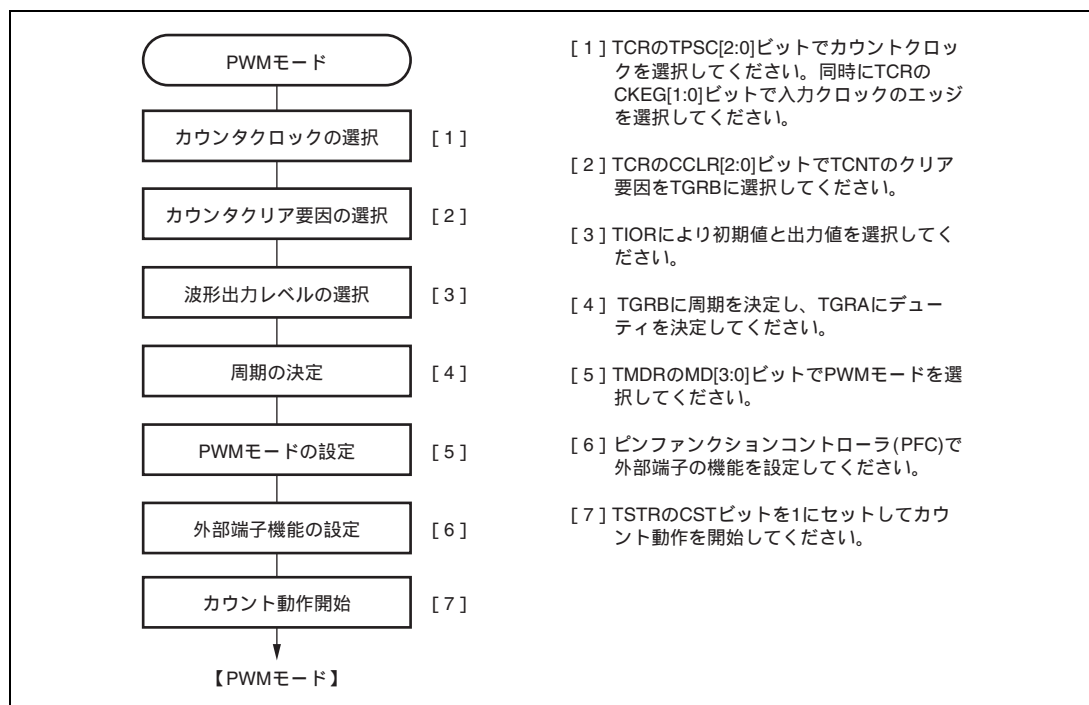 PWMモード
カウンタクロックの選択 [1]
カウンタクリア要因の選択 [2]
波形出力レベルの選択 [3]
周期の決定 [4]
PWMモードの設定 [5]
外部端子機能の設定 [6]
カウント動作開始 [7]
【PWMモード】
[1] TCRのTPSC[2:0]ビットでカウントクロッ
クを選択してください。同時にTCRの
CKEG[1:0]ビットで入力クロックのエッジ
を選択してください。
[2] TCRのCCLR[2:0]ビットでTCNTのクリア
要因をTGRBに選択してください。
[3] TIORにより初期値と出力値を選択してく
ださい。
[4] TGRBに周期を決定し、TGRAにデュー
ティを決定してください。
[5] TMDRのMD[3:0]ビットでPWMモードを選
択してください。
[6] ピンファンクションコントローラ(PFC)で
外部端子の機能を設定してください。
[7] TSTRのCSTビットを1にセットしてカウ
ント動作を開始してください。